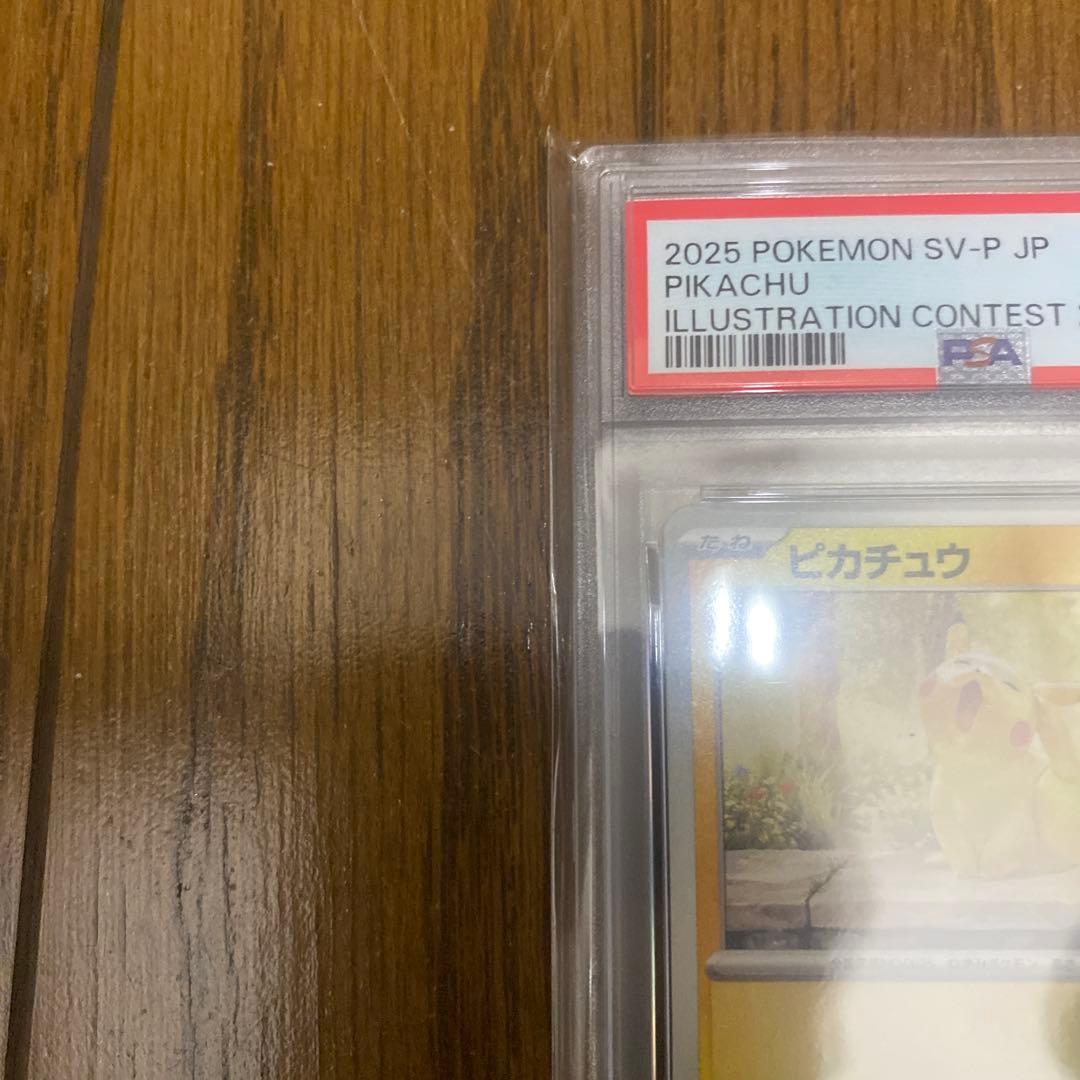 2025 POKEMON SV-P JP
PIKACHU
ILLUSTRATION CONTEST
PSA
たね
ピカチュウ